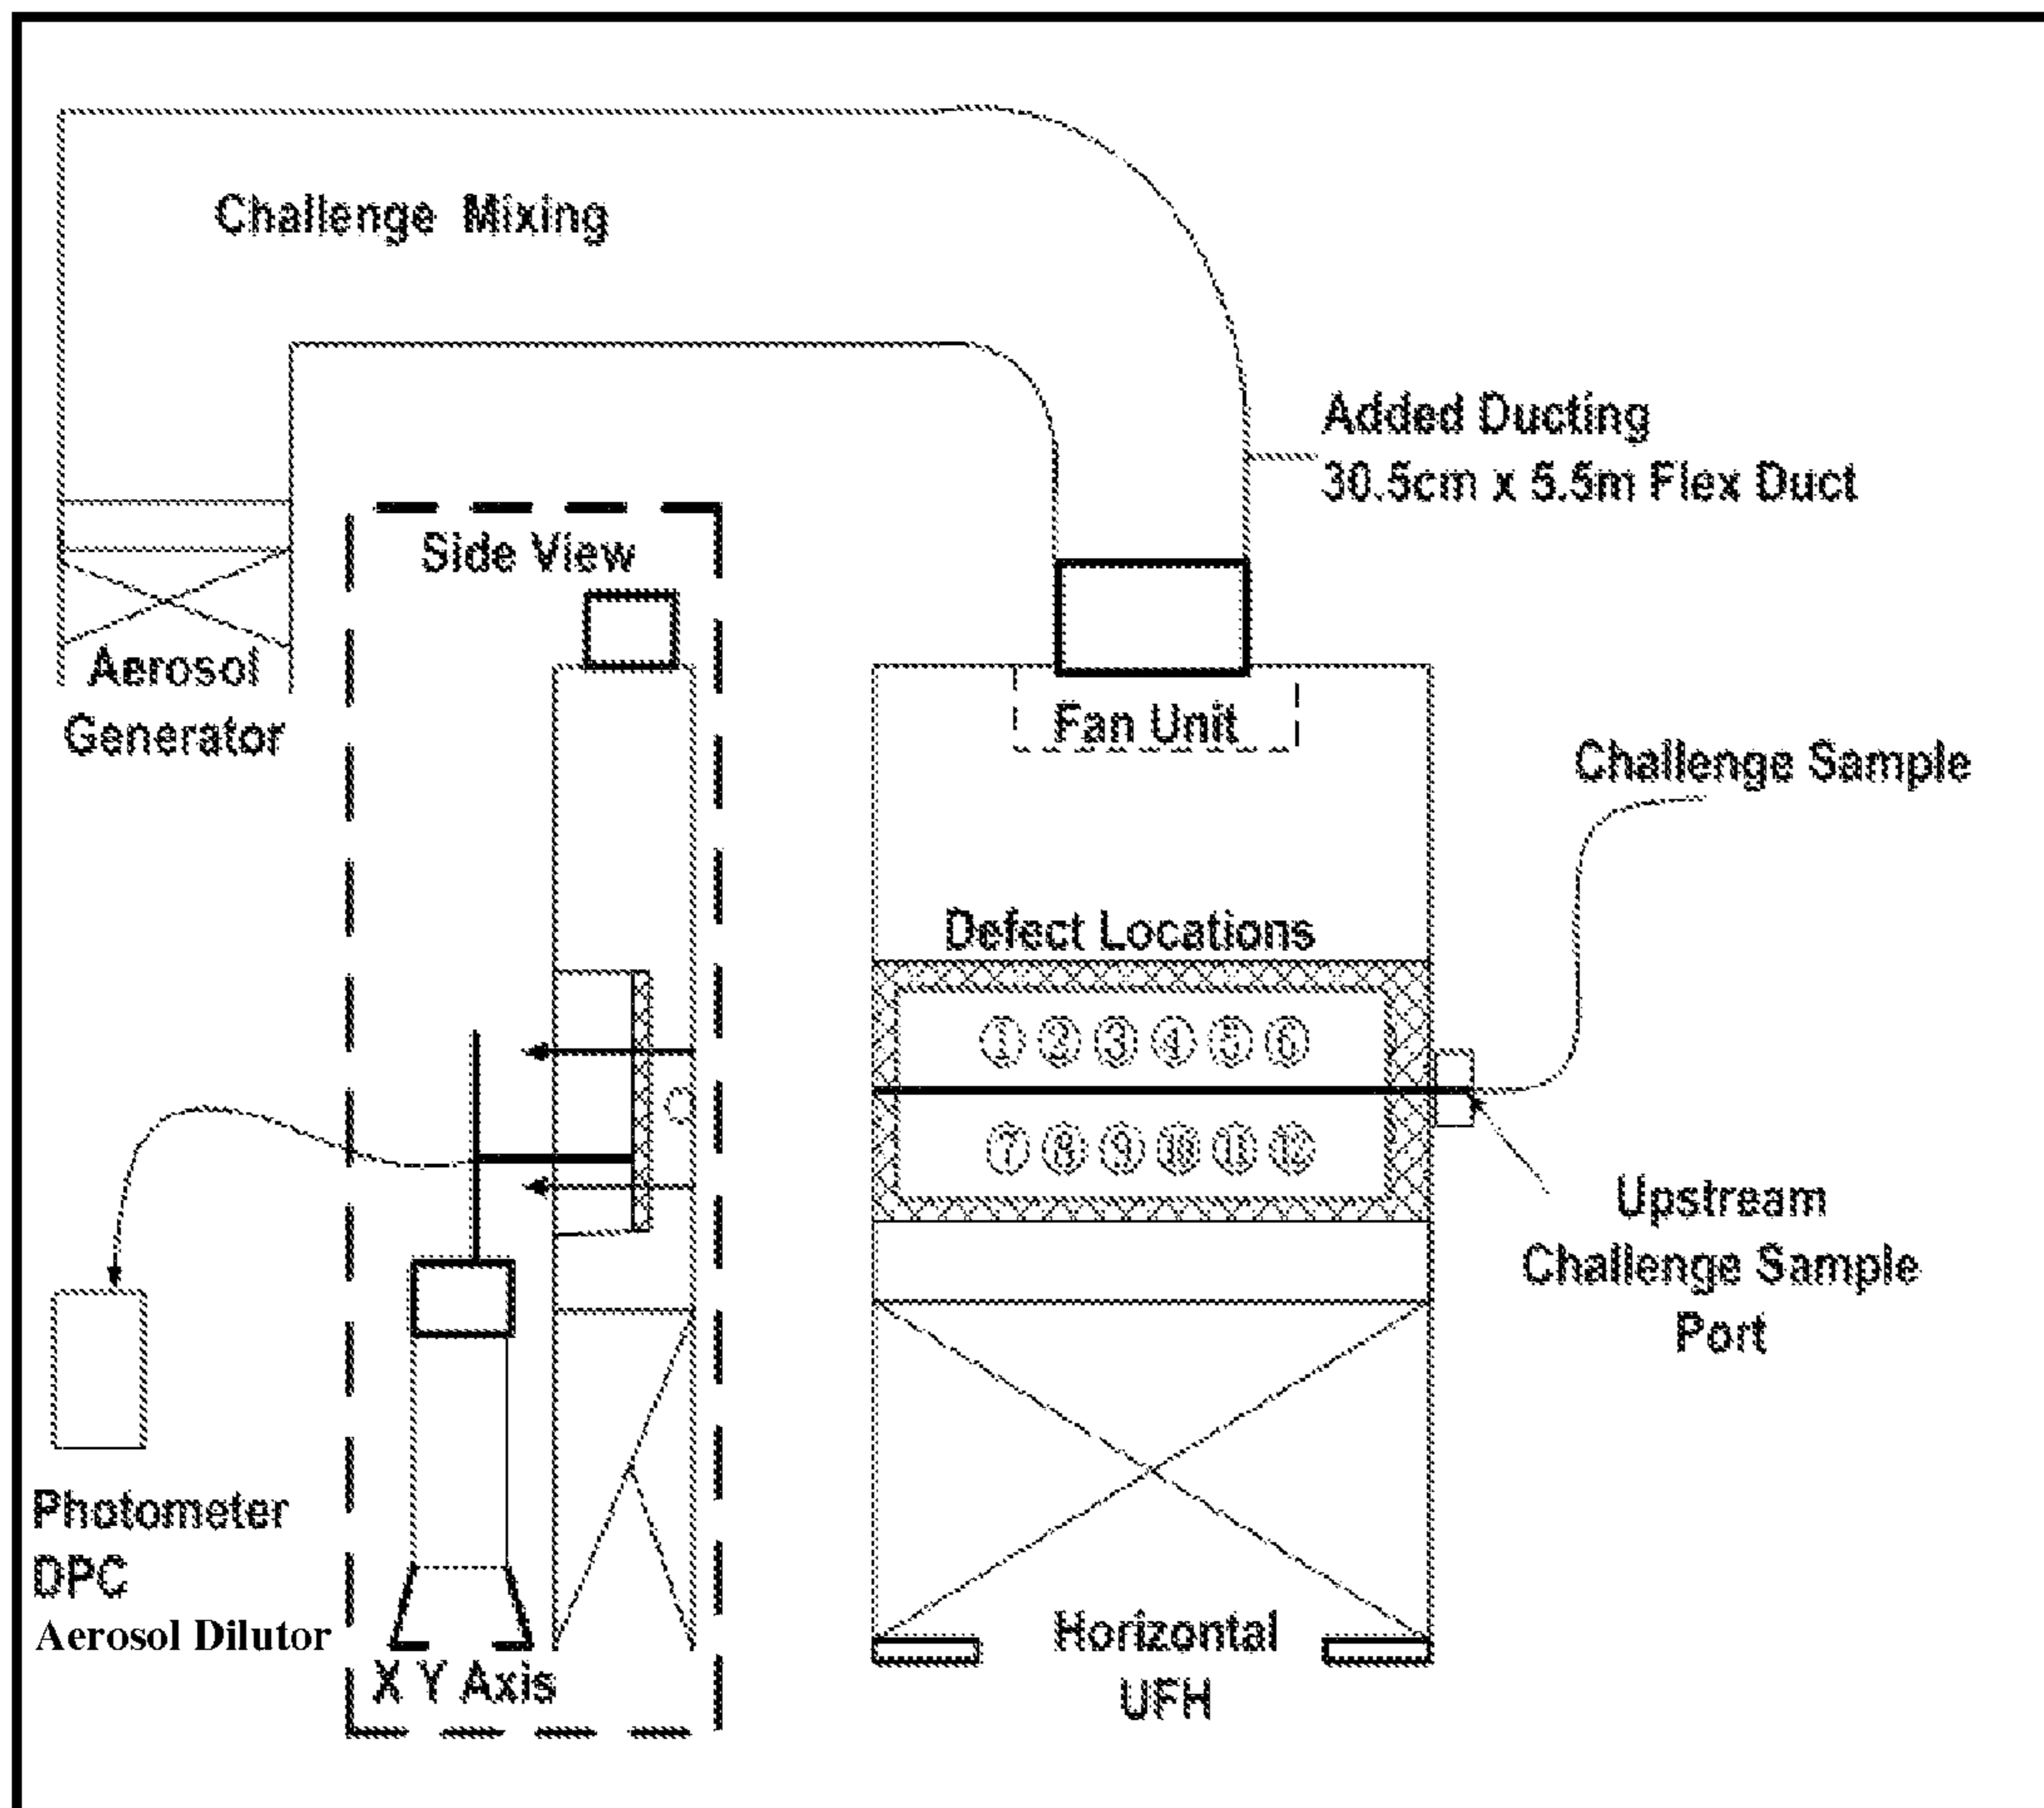 Challenge Mixing
Added Ducting
30.5cm x 5.5m Flex Duct
Side View
Aerosol
Generator
Fan Unit
Challenge Sample
Defect Locations
① ② ③ ④ ⑤ ⑥
⑦ ⑧ ⑨ ⑩ ⑪ ⑫
Upstream
Challenge Sample
Port
Photometer
DPC
Aerosol Dilutor
X Y Axis
Horizontal
UFH